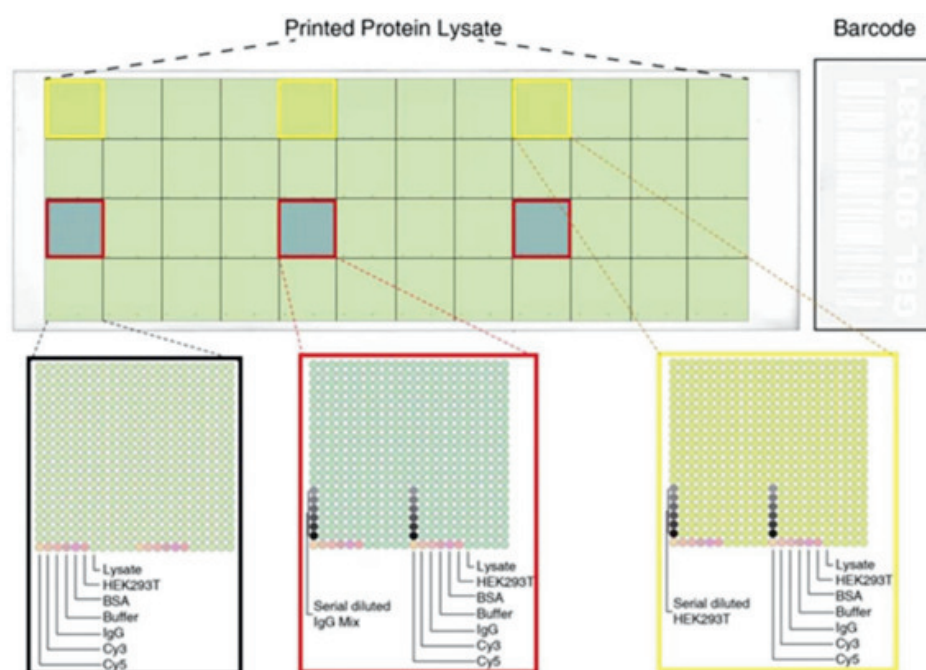 Printed Protein Lysate
Barcode
GBL 9015331
Lysate
HEK293T
BSA
Buffer
IgG
Cy3
Cy5
Serial diluted
IgG Mix
Lysate
HEK293T
BSA
Buffer
IgG
Cy3
Cy5
Serial diluted
HEK293T
Lysate
HEK293T
BSA
Buffer
IgG
Cy3
Cy5